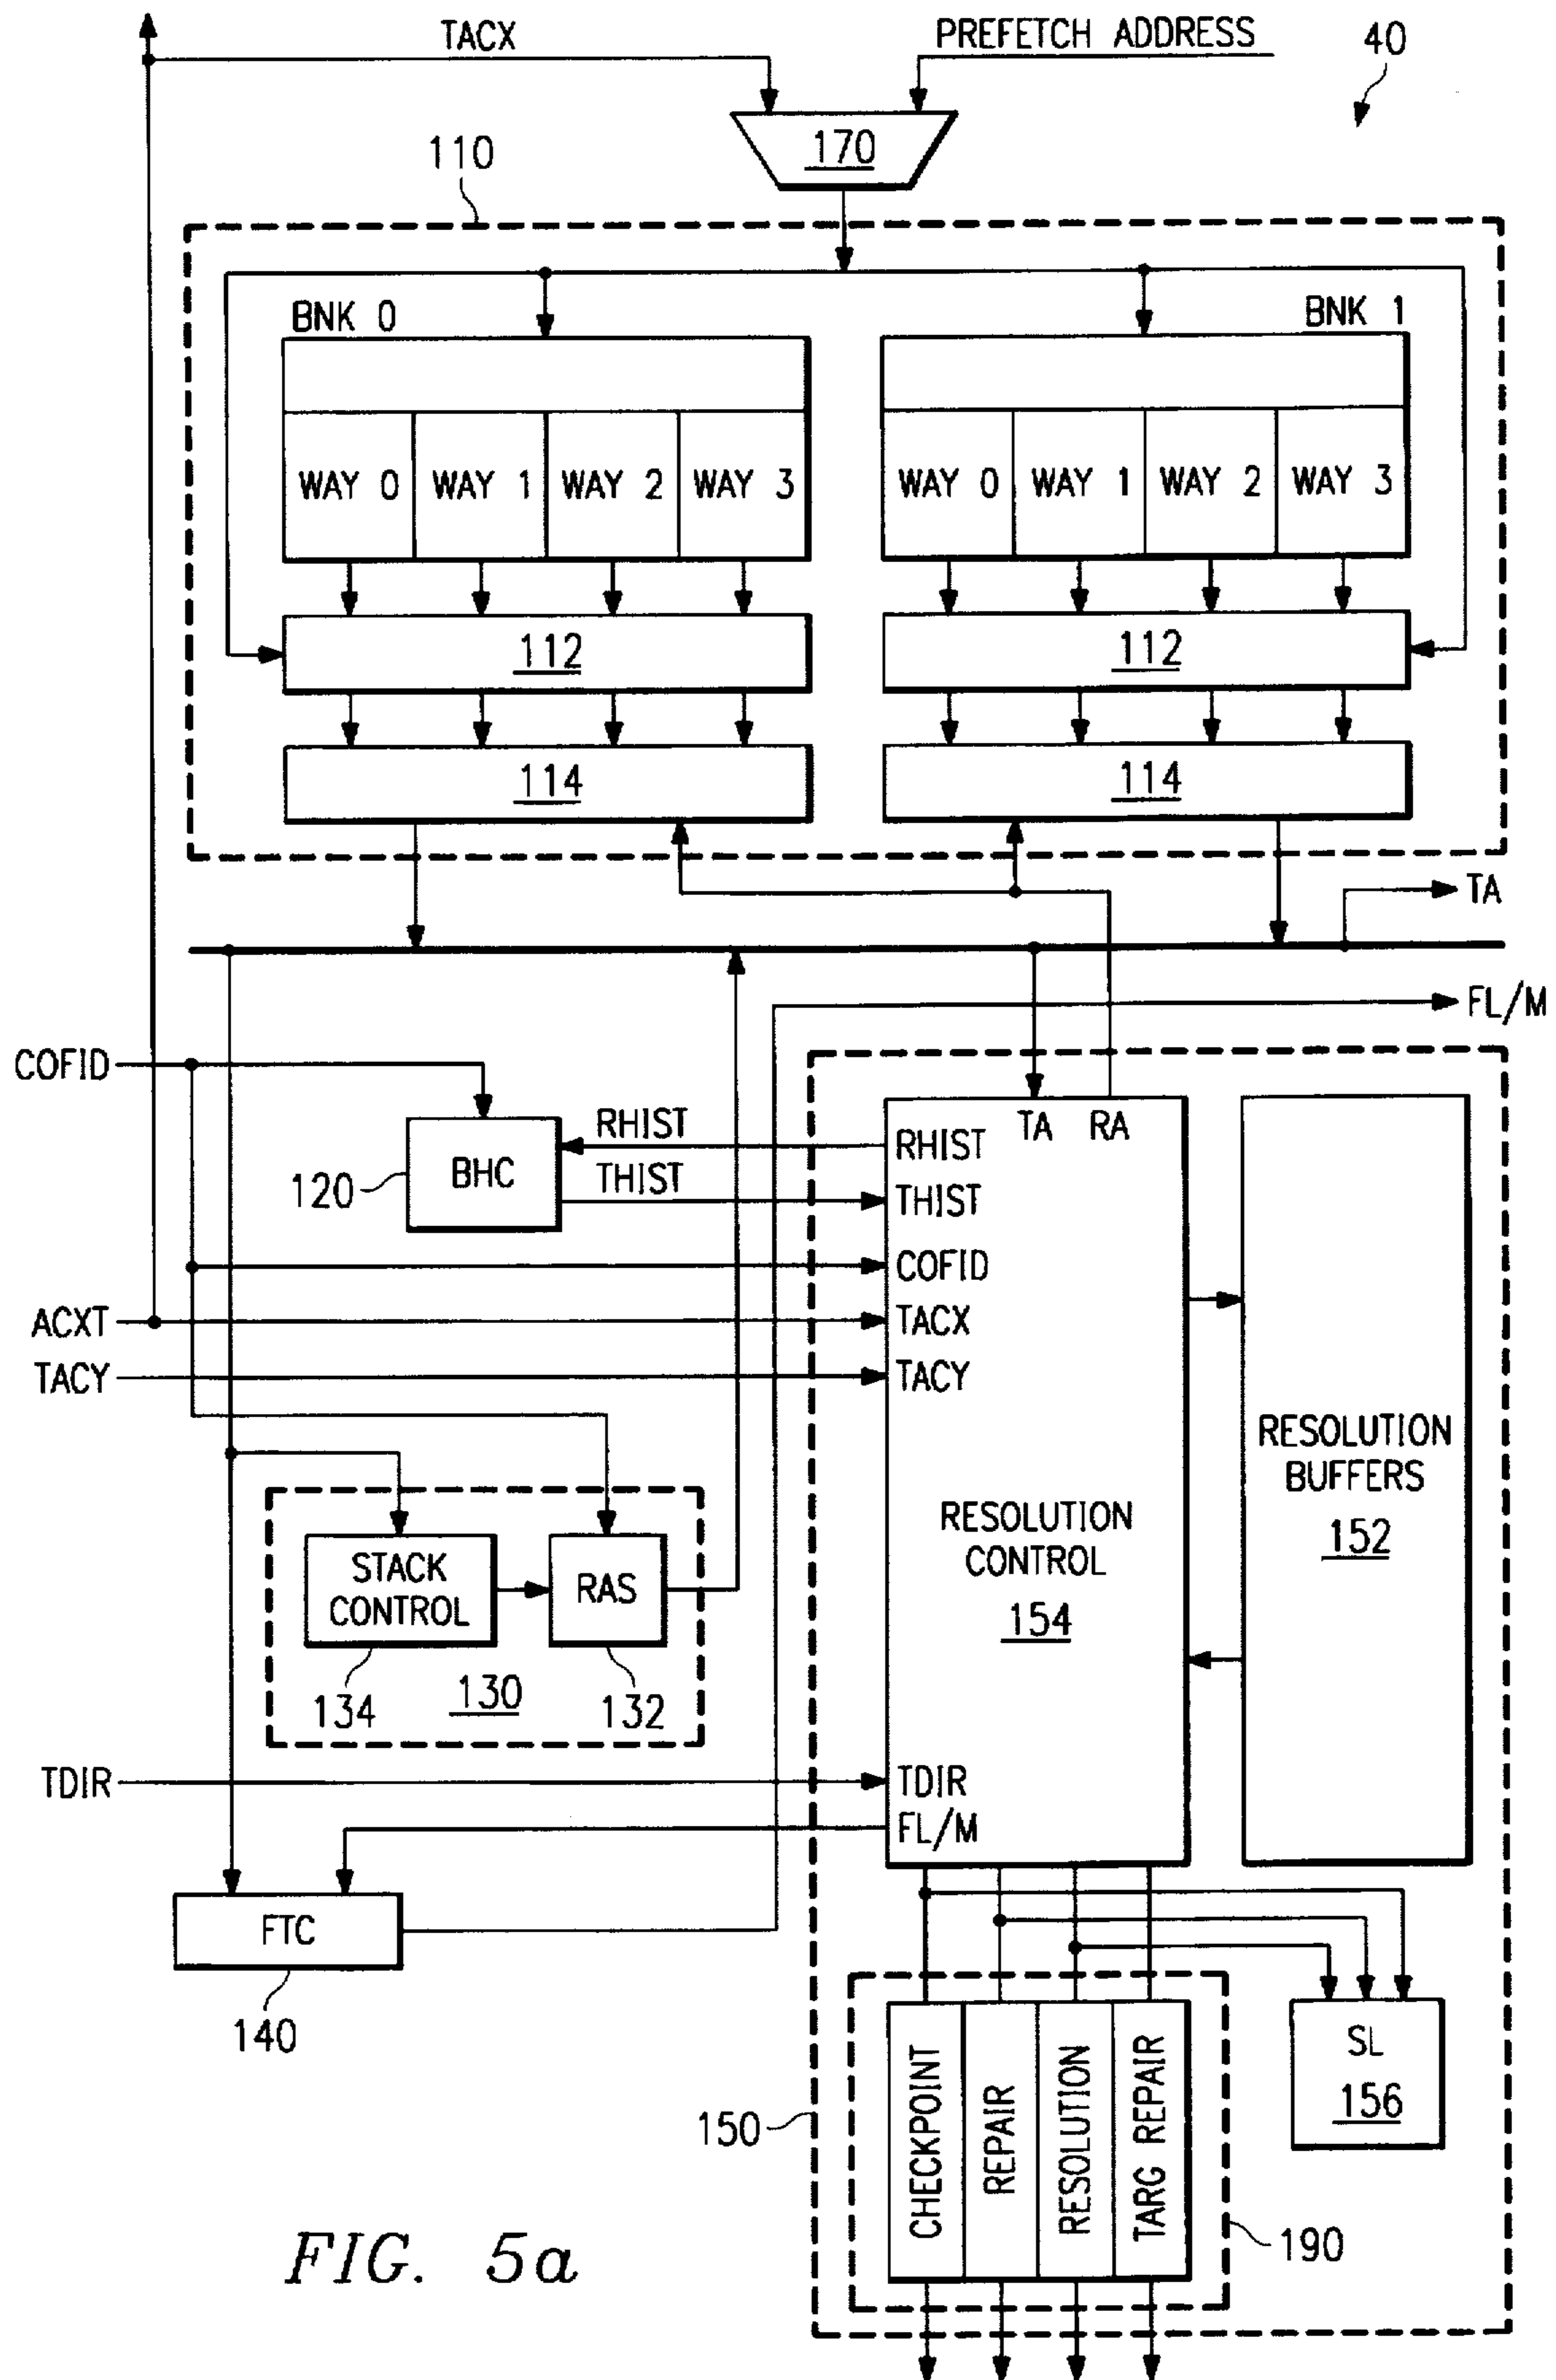 TACX
PREFETCH ADDRESS
40
170
110
BNK 0
BNK 1
WAY 0 WAY 1 WAY 2 WAY 3
WAY 0 WAY 1 WAY 2 WAY 3
112
112
114
114
TA
FL/M
COFID
TA RA
RHIST
RHIST
BHC
120
THIST
THIST
COFID
ACXT
TACX
TACY
TACY
RESOLUTION
BUFFERS
152
RESOLUTION
CONTROL
154
STACK
CONTROL
RAS
134
130
132
TDIR
TDIR
FL/M
FTC
140
CHECKPOINT
REPAIR
RESOLUTION
TARG REPAIR
SL
156
150
190
FIG. 5a